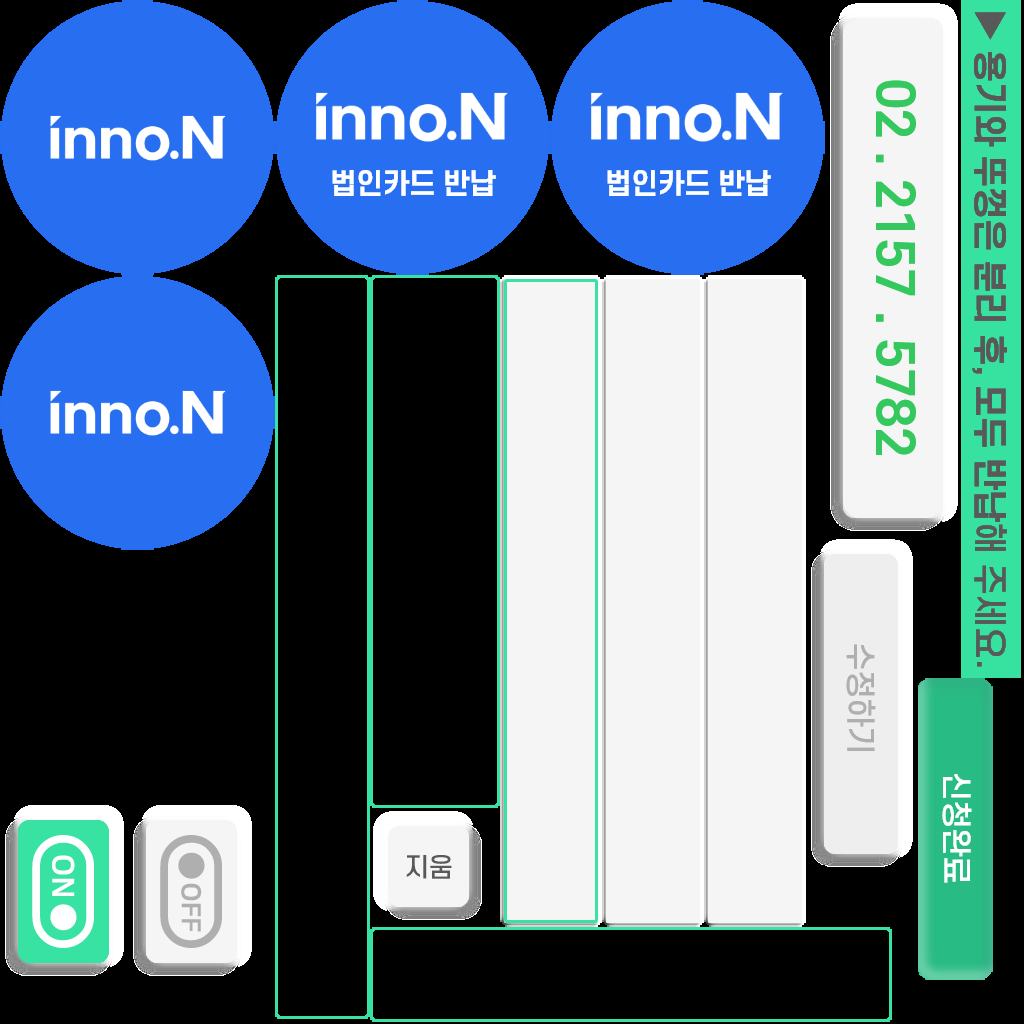 inno.N
inno.N
법인카드 반납
inno.N
법인카드 반납
inno.N
02 . 2157 . 5782
▶ 용기와 뚜껑은 분리 후, 모두 반납해 주세요.
수정하기
신청완료
지움
ON
OFF